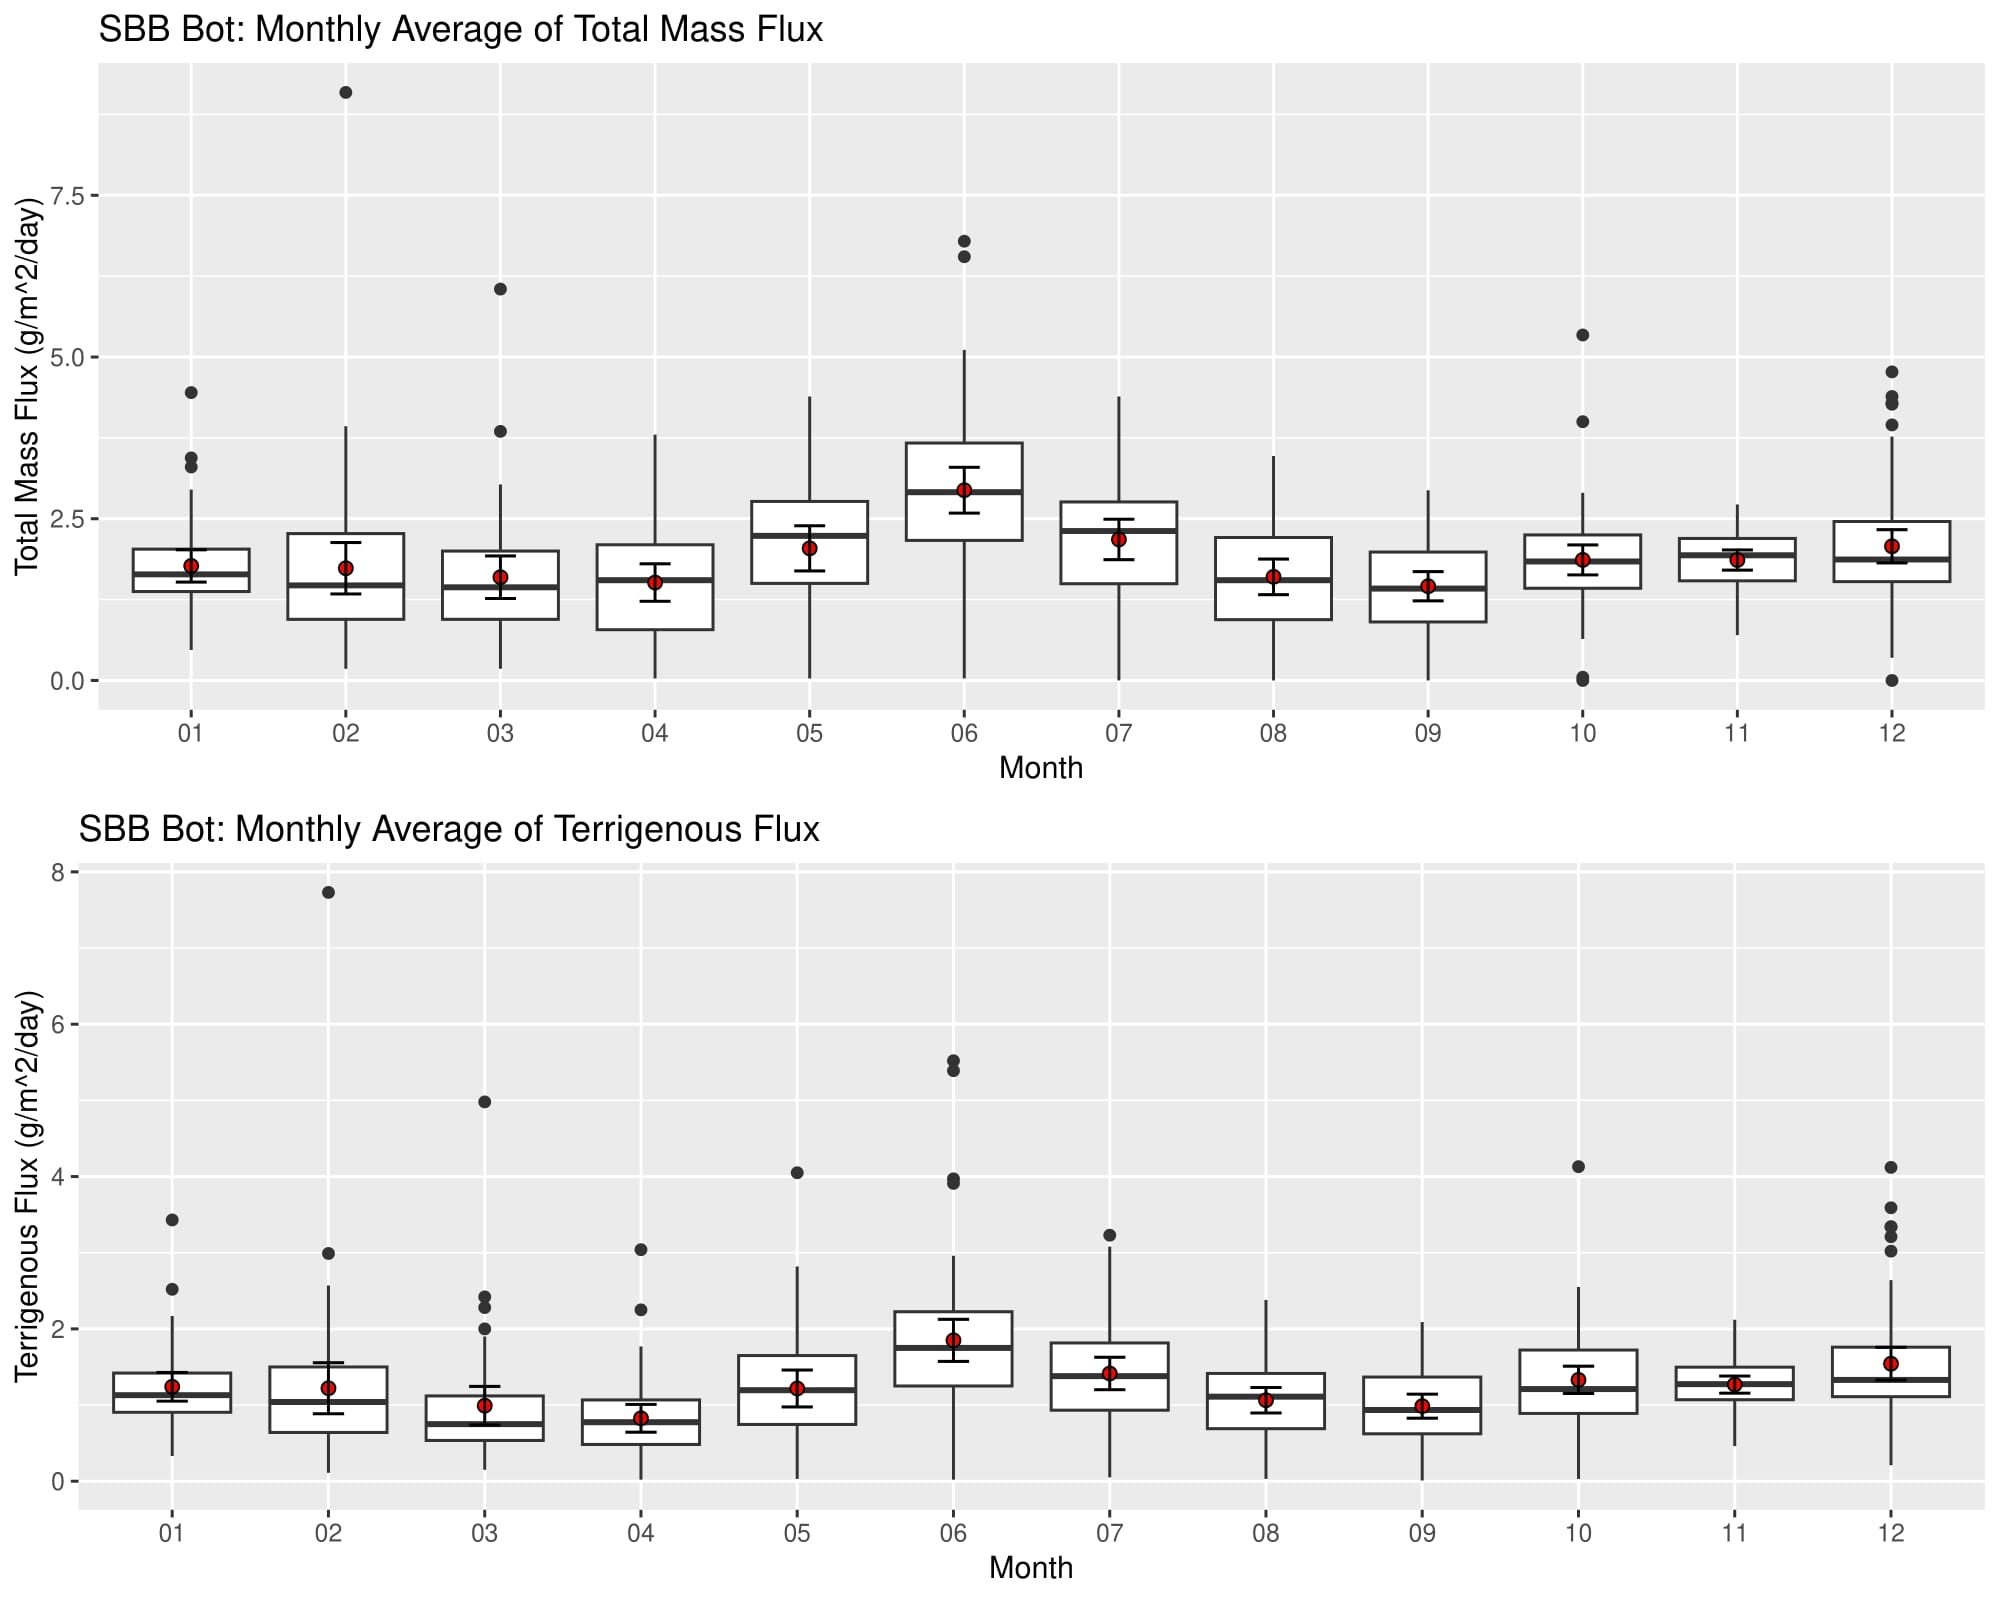 SBB Bot: Monthly Average of Total Mass Flux
Total Mass Flux (g/m^2/day)
7.5
5.0
2.5
0.0
01 02 03 04 05 06 07 08 09 10 11 12
Month
SBB Bot: Monthly Average of Terrigenous Flux
Terrigenous Flux (g/m^2/day)
8
6
4
2
0
01 02 03 04 05 06 07 08 09 10 11 12
Month